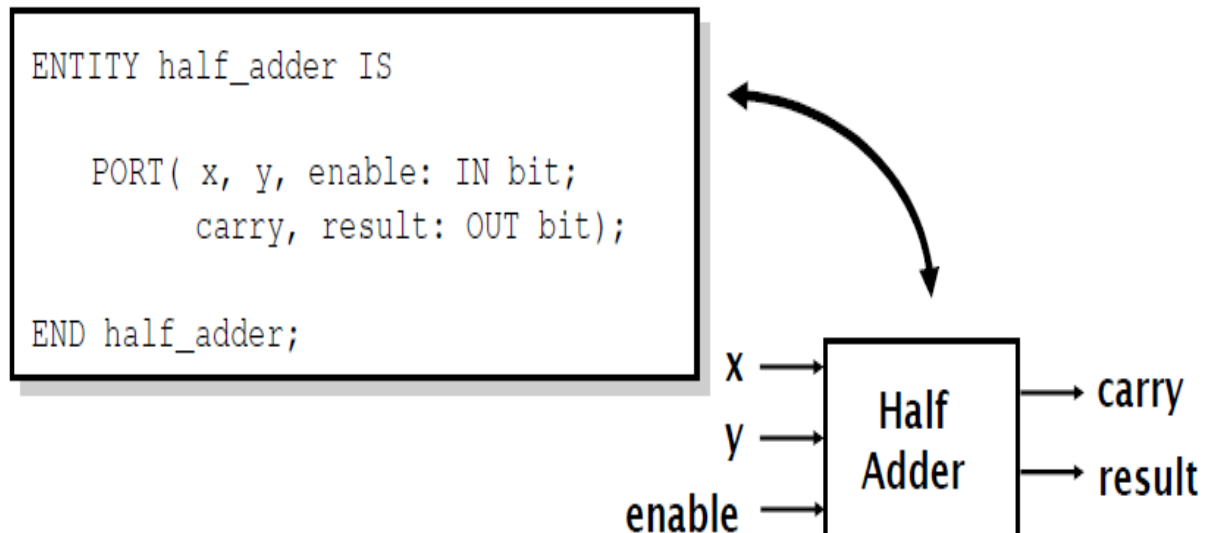 ENTITY half_adder IS
PORT( x, y, enable: IN bit;
carry, result: OUT bit);
END half_adder;
x
y
enable
Half
Adder
carry
result